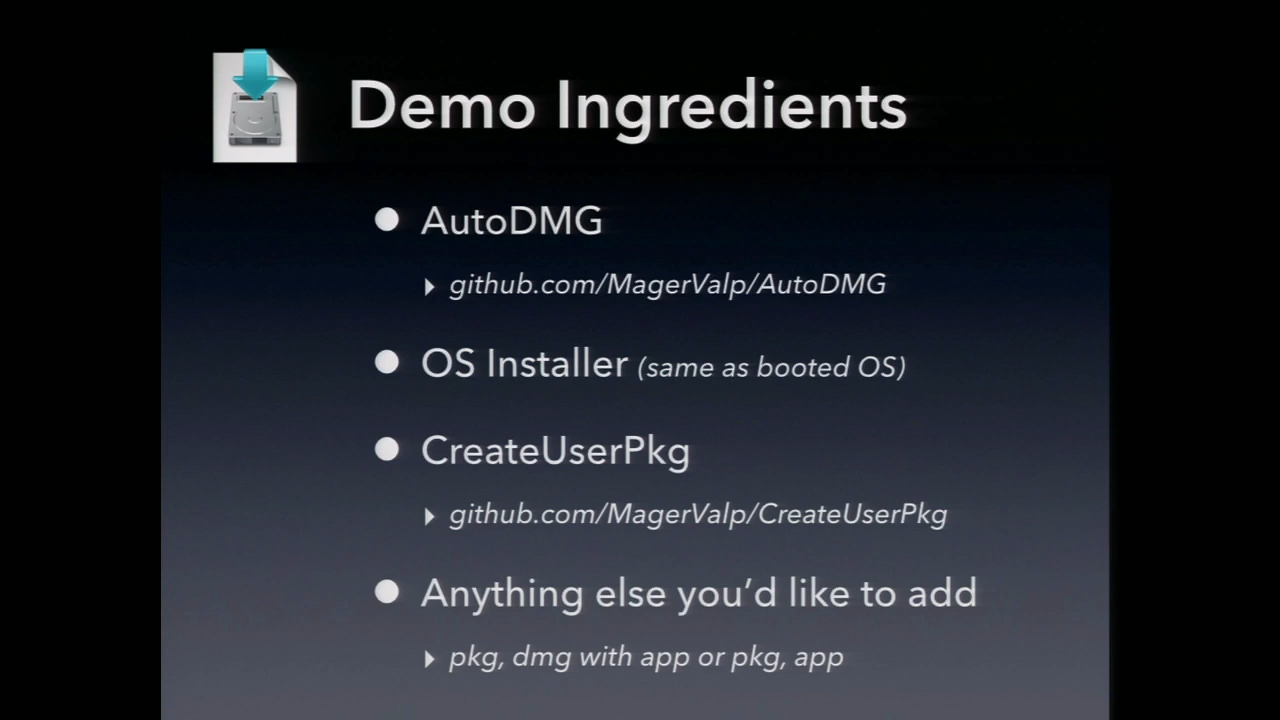 Demo Ingredients
AutoDMG
github.com/MagerValp/AutoDMG
OS Installer (same as booted OS)
CreateUserPkg
github.com/MagerValp/CreateUserPkg
Anything else you’d like to add
pkg, dmg with app or pkg, app